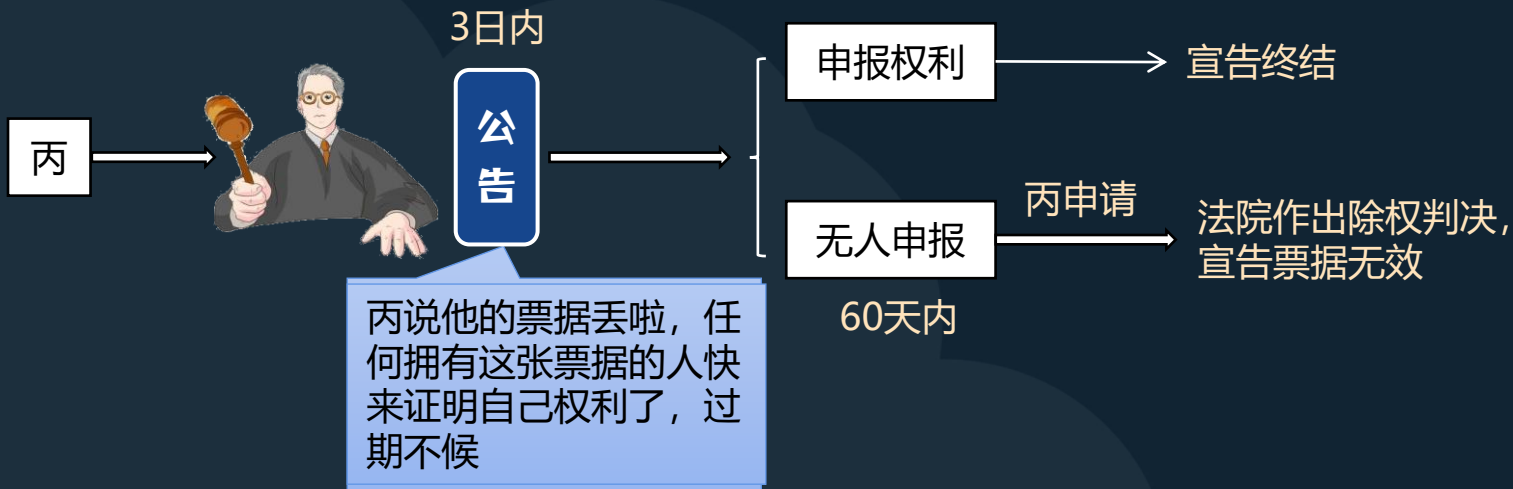 3日内
申报权利
宣告终结
丙
公
告
丙申请
无人申报
法院作出除权判决，
宣告票据无效
60天内
丙说他的票据丢啦，任
何拥有这张票据的人快
来证明自己权利了，过
期不候